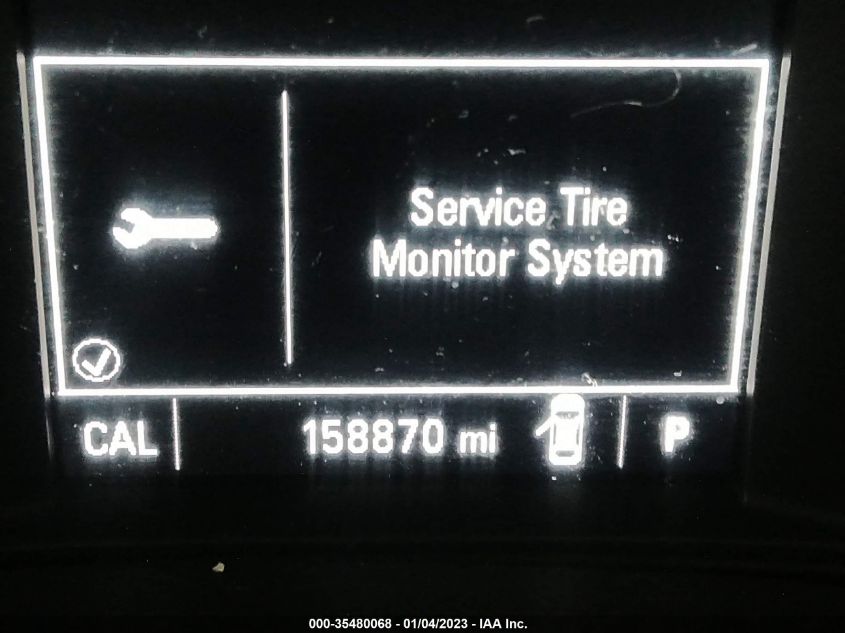 Service Tire
Monitor System
CAL 158870 mi P
000-35480068 - 01/04/2023 - IAA Inc.